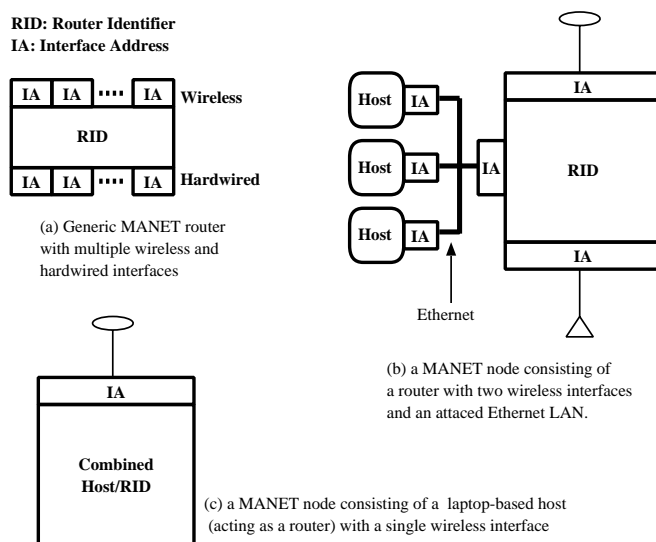 RID: Router Identifier
IA: Interface Address
IA IA IA Wireless
RID
IA IA IA Hardwired
(a) Generic MANET router
with multiple wireless and
hardwired interfaces
IA
Host IA
Host IA IA RID
Host IA
IA
Ethernet
(b) a MANET node consisting of
a router with two wireless interfaces
and an attaced Ethernet LAN.
IA
Combined
Host/RID
(c) a MANET node consisting of a laptop-based host
(acting as a router) with a single wireless interface